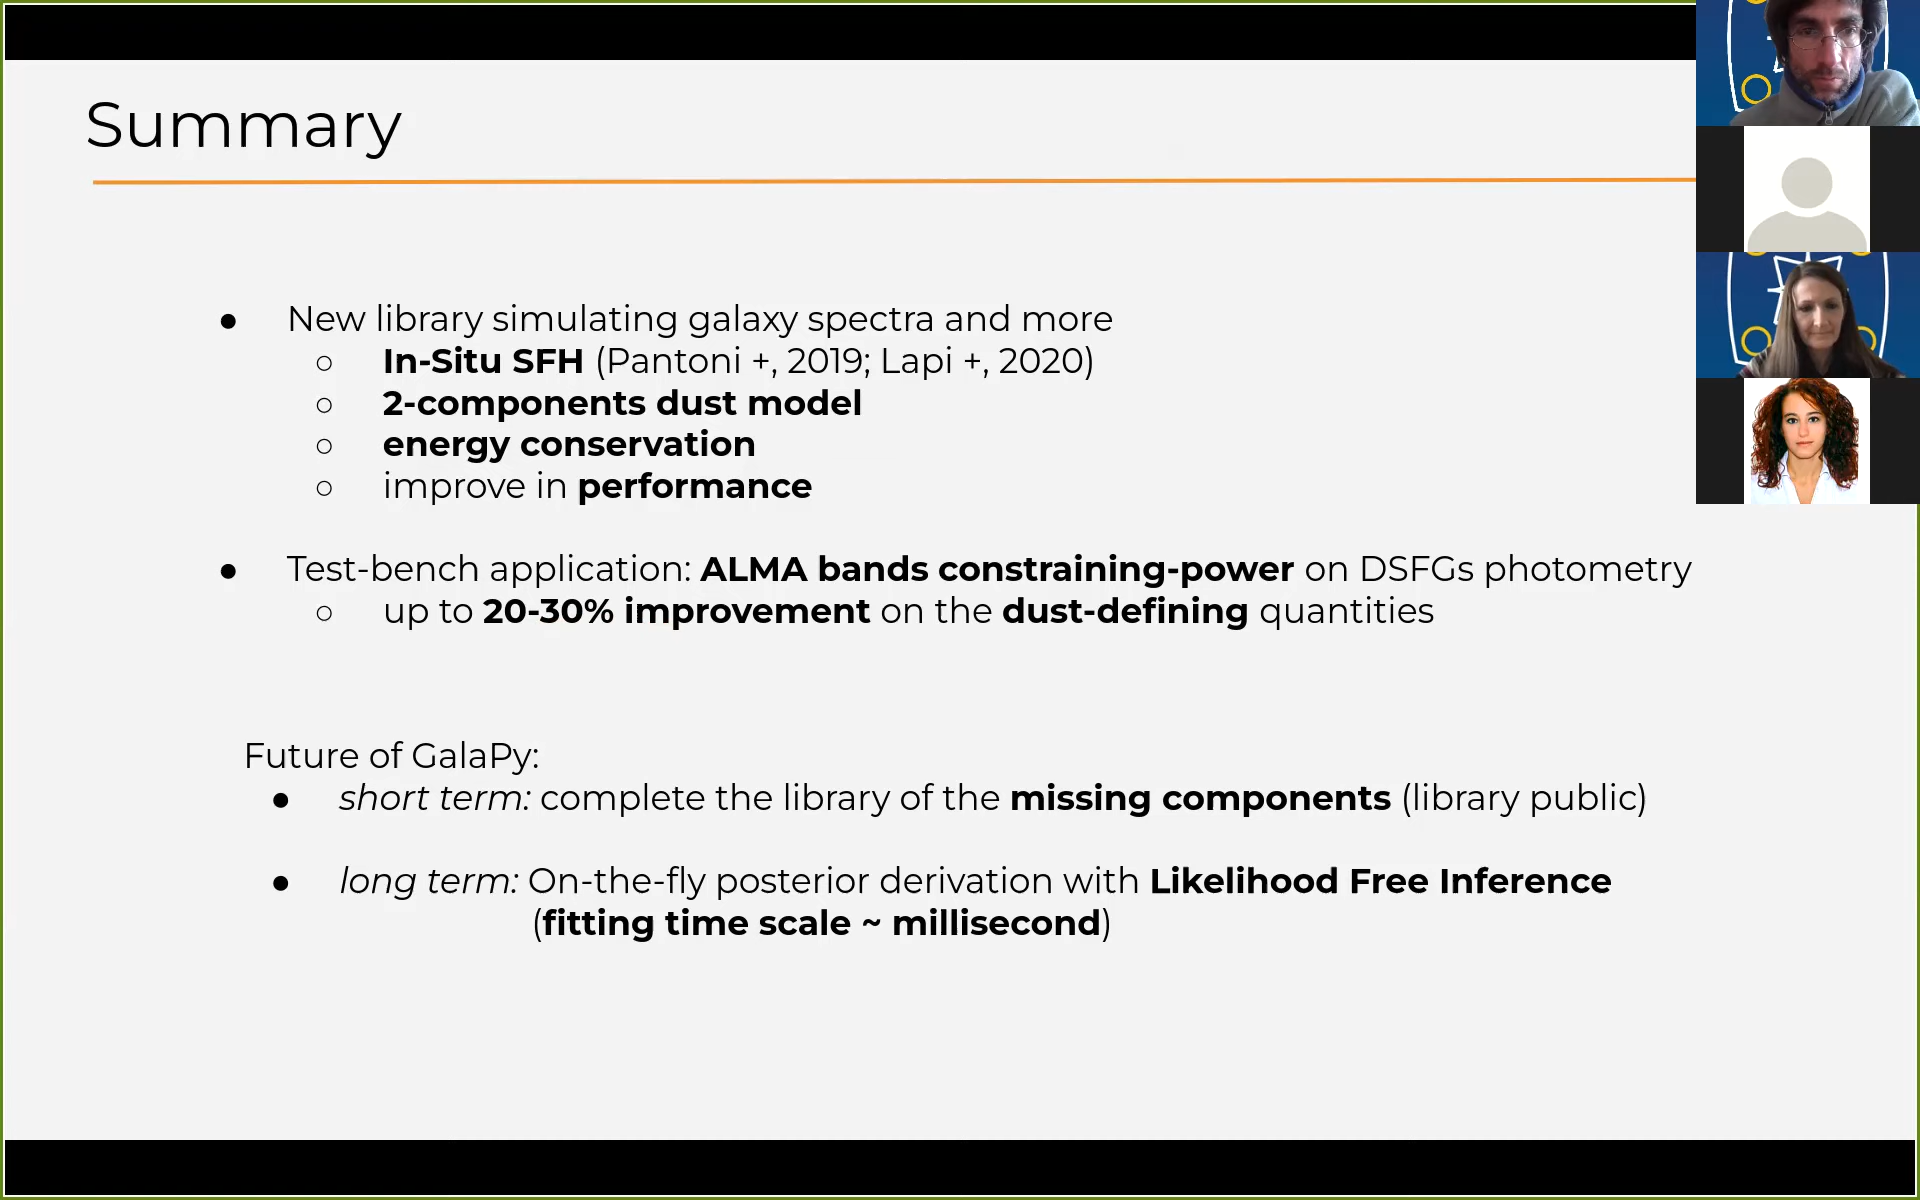 Summary
● New library simulating galaxy spectra and more
○ In-Situ SFH (Pantoni +, 2019; Lapi +, 2020)
○ 2-components dust model
○ energy conservation
○ improve in performance
● Test-bench application: ALMA bands constraining-power on DSFGs photometry
○ up to 20-30% improvement on the dust-defining quantities
Future of GalaPy:
● short term: complete the library of the missing components (library public)
● long term: On-the-fly posterior derivation with Likelihood Free Inference
(fitting time scale ~ millisecond)